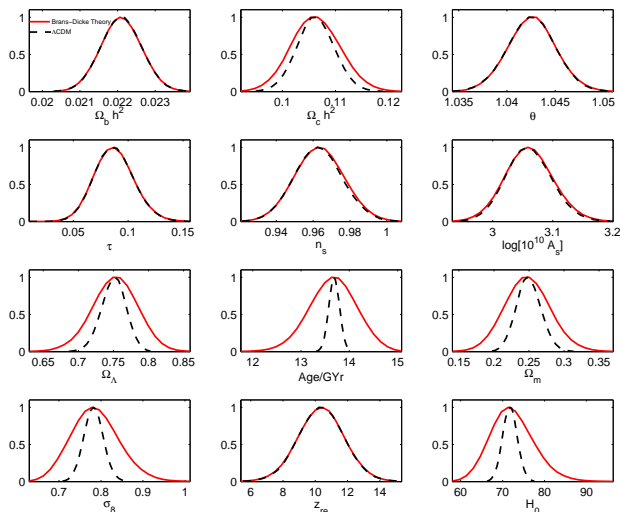 Brans−Dicke Theory
ΛCDM
1
0.5
0
0.02 0.021 0.022 0.023
Ω_b h^2
1
0.5
0
0.1 0.11 0.12
Ω_c h^2
1
0.5
0
1.035 1.04 1.045 1.05
θ
1
0.5
0
0.05 0.1 0.15
τ
1
0.5
0
0.94 0.96 0.98 1
n_s
1
0.5
0
3 3.1 3.2
log[10^10 A_s]
1
0.5
0
0.65 0.7 0.75 0.8 0.85
Ω_Λ
1
0.5
0
12 13 14 15
Age/GYr
1
0.5
0
0.15 0.2 0.25 0.3 0.35
Ω_m
1
0.5
0
0.7 0.8 0.9 1
σ_8
1
0.5
0
6 8 10 12 14
z_re
1
0.5
0
60 70 80 90
H_0